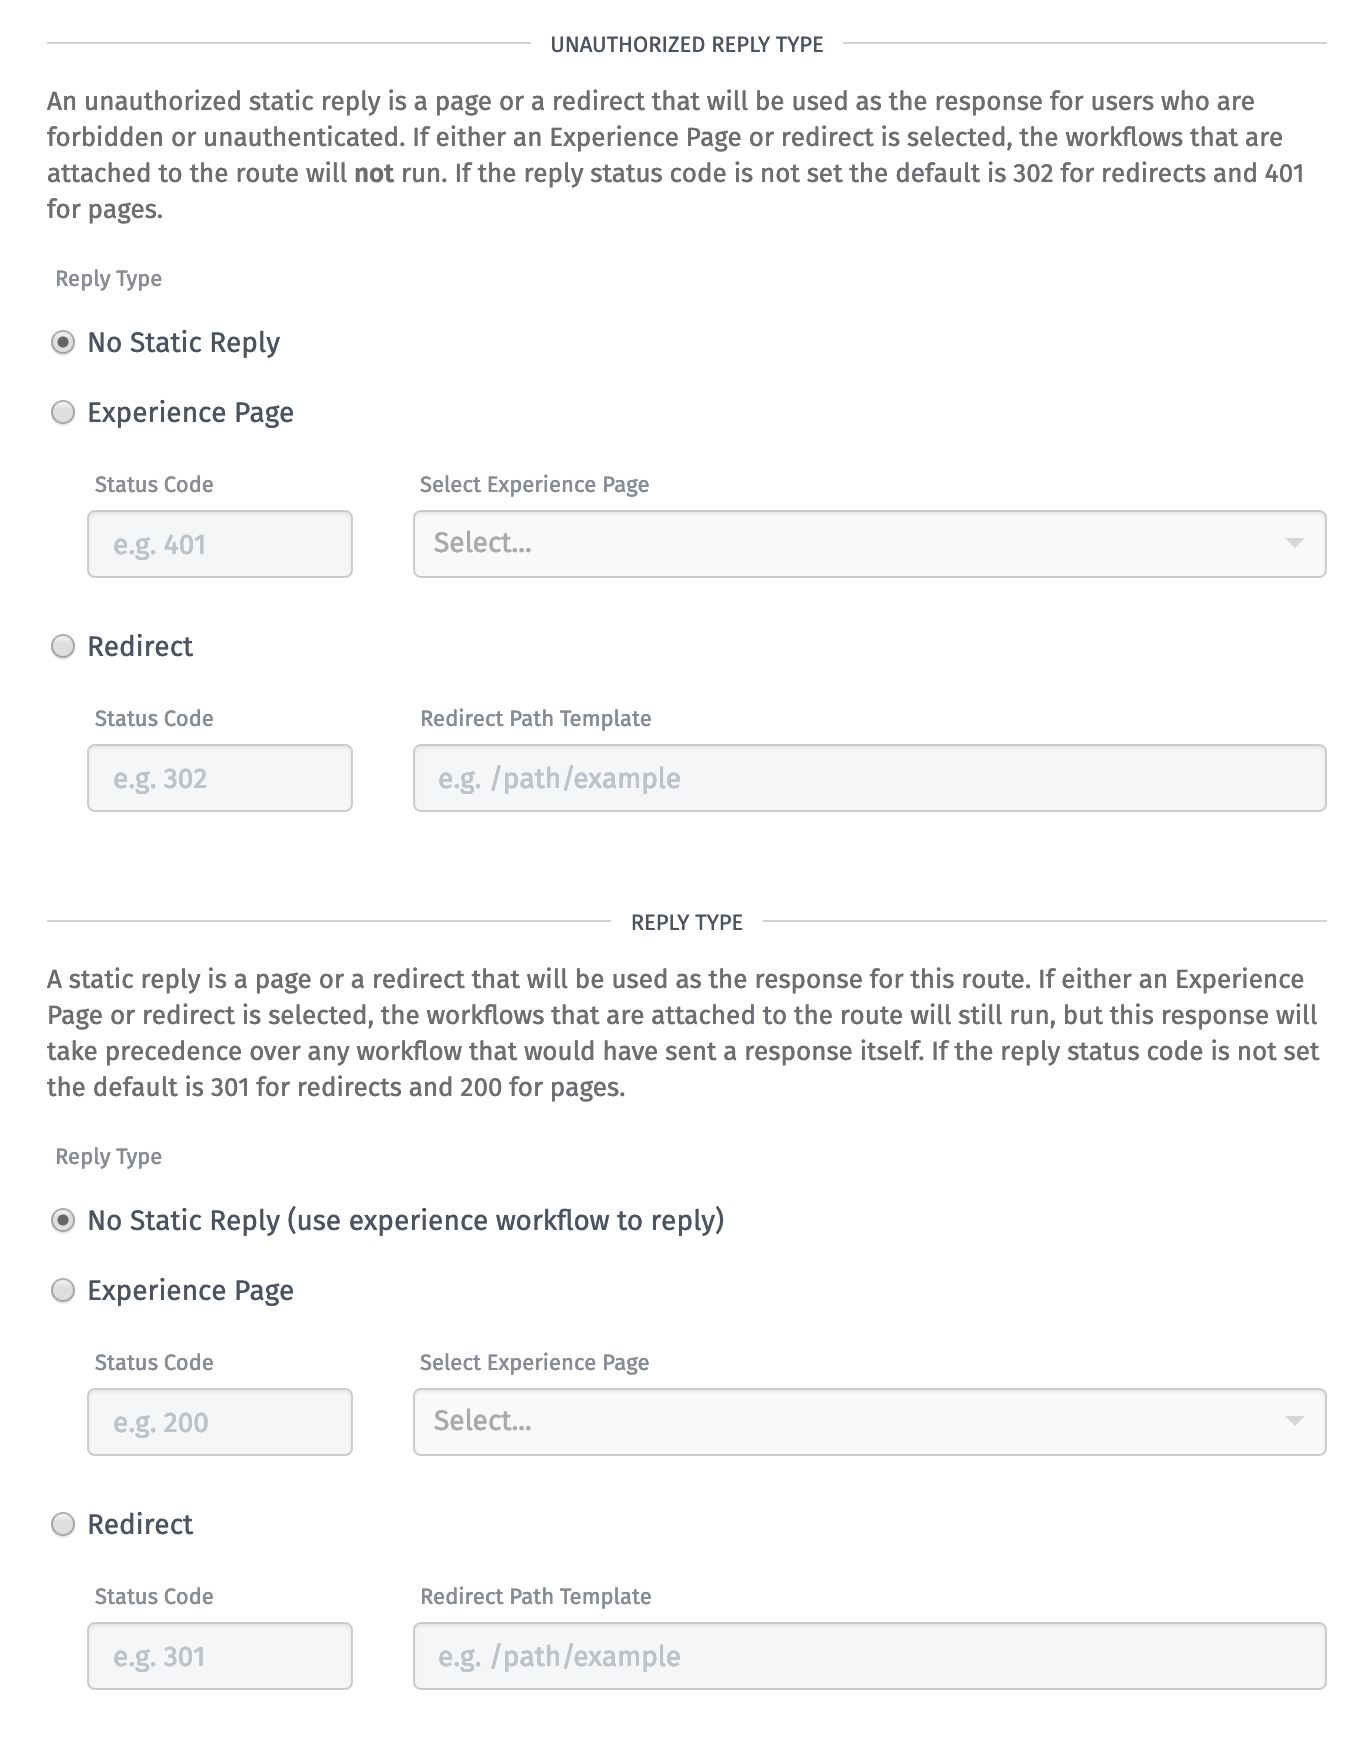 UNAUTHORIZED REPLY TYPE
An unauthorized static reply is a page or a redirect that will be used as the response for users who are
forbidden or unauthenticated. If either an Experience Page or redirect is selected, the workflows that are
attached to the route will not run. If the reply status code is not set the default is 302 for redirects and 401
for pages.
Reply Type
No Static Reply
Experience Page
Status Code Select Experience Page
e.g. 401 Select...
Redirect
Status Code Redirect Path Template
e.g. 302 e.g. /path/example
REPLY TYPE
A static reply is a page or a redirect that will be used as the response for this route. If either an Experience
Page or redirect is selected, the workflows that are attached to the route will still run, but this response will
take precedence over any workflow that would have sent a response itself. If the reply status code is not set
the default is 301 for redirects and 200 for pages.
Reply Type
No Static Reply (use experience workflow to reply)
Experience Page
Status Code Select Experience Page
e.g. 200 Select...
Redirect
Status Code Redirect Path Template
e.g. 301 e.g. /path/example